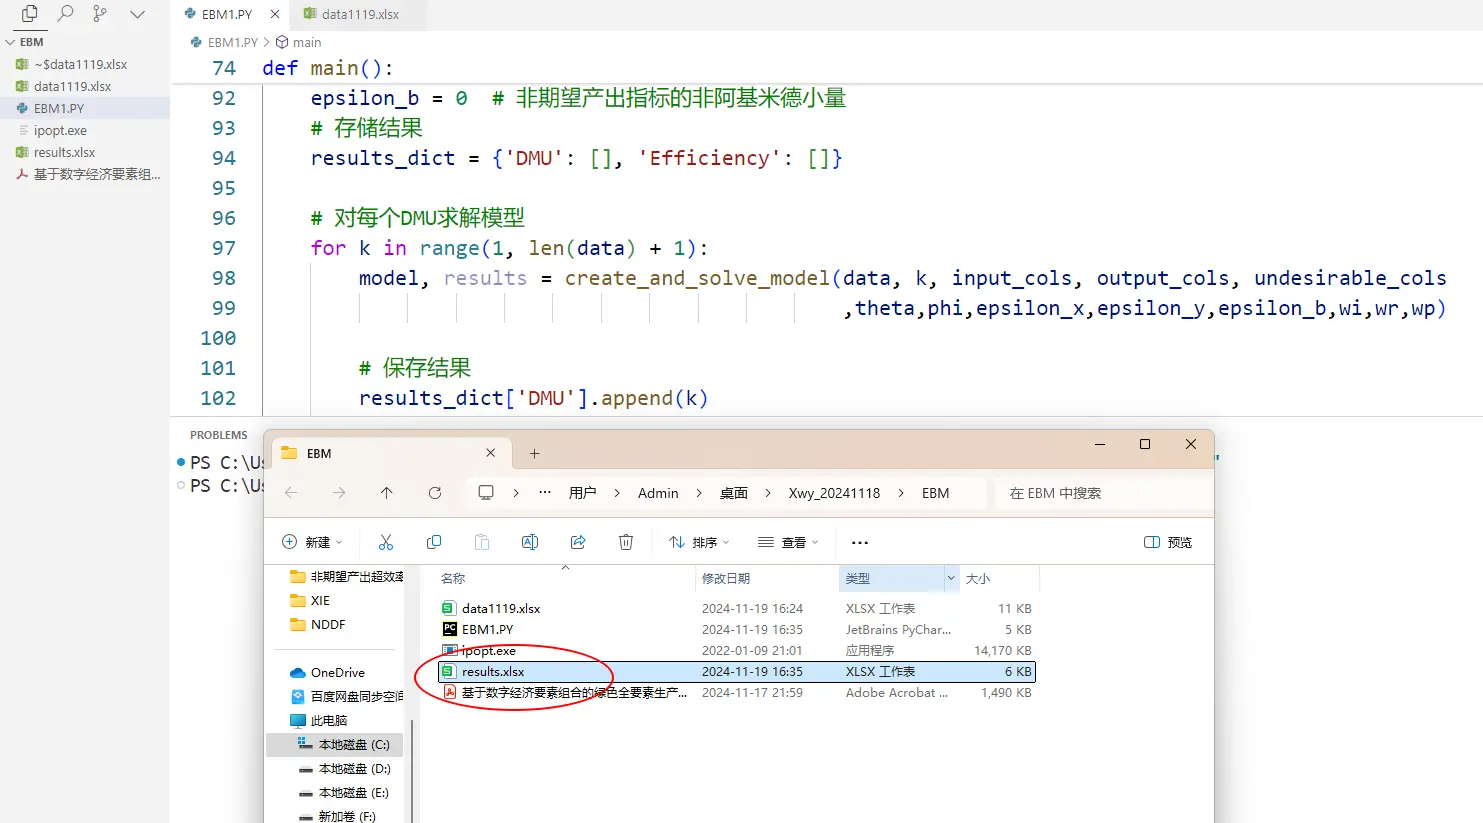 EBM1.PY
data1119.xlsx
EBM
EBM1.PY > main
~$data1119.xlsx
data1119.xlsx
EBM1.PY
ipopt.exe
results.xlsx
基于数字经济要素组...
74 def main():
92 epsilon_b = 0 # 非期望产出指标的非阿基米德小量
93 # 存储结果
94 results_dict = {'DMU': [], 'Efficiency': []}
95
96 # 对每个DMU求解模型
97 for k in range(1, len(data) + 1):
98 model, results = create_and_solve_model(data, k, input_cols, output_cols, undesirable_cols
99 ,theta,phi,epsilon_x,epsilon_y,epsilon_b,wi,wr,wp)
100
101 # 保存结果
102 results_dict['DMU'].append(k)
PROBLEMS
PS C:\Us
PS C:\Us
EBM
··· 用户 > Admin > 桌面 > Xwy_20241118 > EBM
在 EBM 中搜索
新建
排序
查看
预览
非期望产出超效率
XIE
NDDF
OneDrive
百度网盘同步空间
此电脑
本地磁盘 (C:)
本地磁盘 (D:)
本地磁盘 (E:)
新加卷 (F:)
名称 修改日期 类型 大小
data1119.xlsx 2024-11-19 16:24 XLSX 工作表 11 KB
EBM1.PY 2024-11-19 16:35 JetBrains PyChar... 5 KB
ipopt.exe 2022-01-09 21:01 应用程序 14,170 KB
results.xlsx 2024-11-19 16:35 XLSX 工作表 6 KB
基于数字经济要素组合的绿色全要素生产... 2024-11-17 21:59 Adobe Acrobat ... 1,490 KB